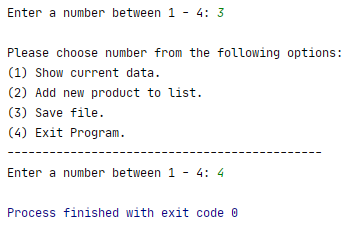 Enter a number between 1 - 4: 3
Please choose number from the following options:
(1) Show current data.
(2) Add new product to list.
(3) Save file.
(4) Exit Program.
---------------------------------------------
Enter a number between 1 - 4: 4
Process finished with exit code 0